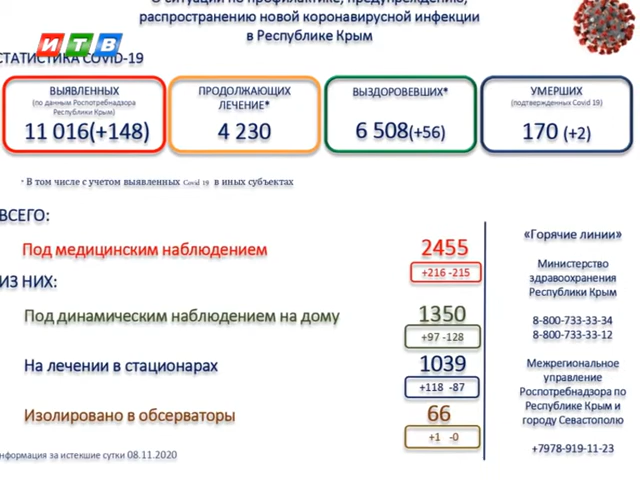 О ситуации по профилактике, предупреждению,
распространению новой коронавирусной инфекции
в Республике Крым
ИТВ
СТАТИСТИКА COVID-19
ВЫЯВЛЕННЫХ
(по данным Роспотребнадзора
Республики Крым)
11 016(+148)
ПРОДОЛЖАЮЩИХ
ЛЕЧЕНИЕ*
4 230
ВЫЗДОРОВЕВШИХ*
6 508(+56)
УМЕРШИХ
(подтвержденных Covid 19)
170 (+2)
* В том числе с учетом выявленных Covid 19 в иных субъектах
ВСЕГО:
Под медицинским наблюдением
2455
+216 -215
ИЗ НИХ:
Под динамическим наблюдением на дому
1350
+97 -128
На лечении в стационарах
1039
+118 -87
Изолировано в обсерваторы
66
+1 -0
нформация за истекшие сутки 08.11.2020
«Горячие линии»
Министерство
здравоохранения
Республики Крым
8-800-733-33-34
8-800-733-33-12
Межрегиональное
управление
Роспотребнадзора по
Республике Крым и
городу Севастополю
+7978-919-11-23